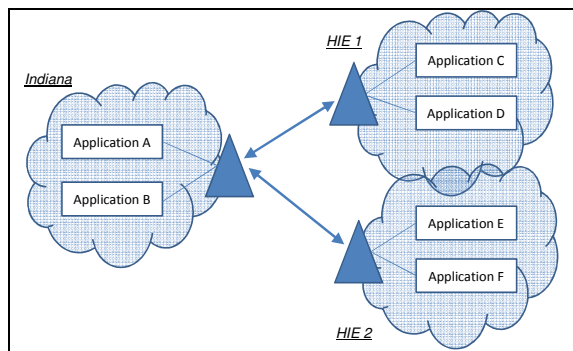 Indiana
Application A
Application B
HIE 1
Application C
Application D
Application E
Application F
HIE 2